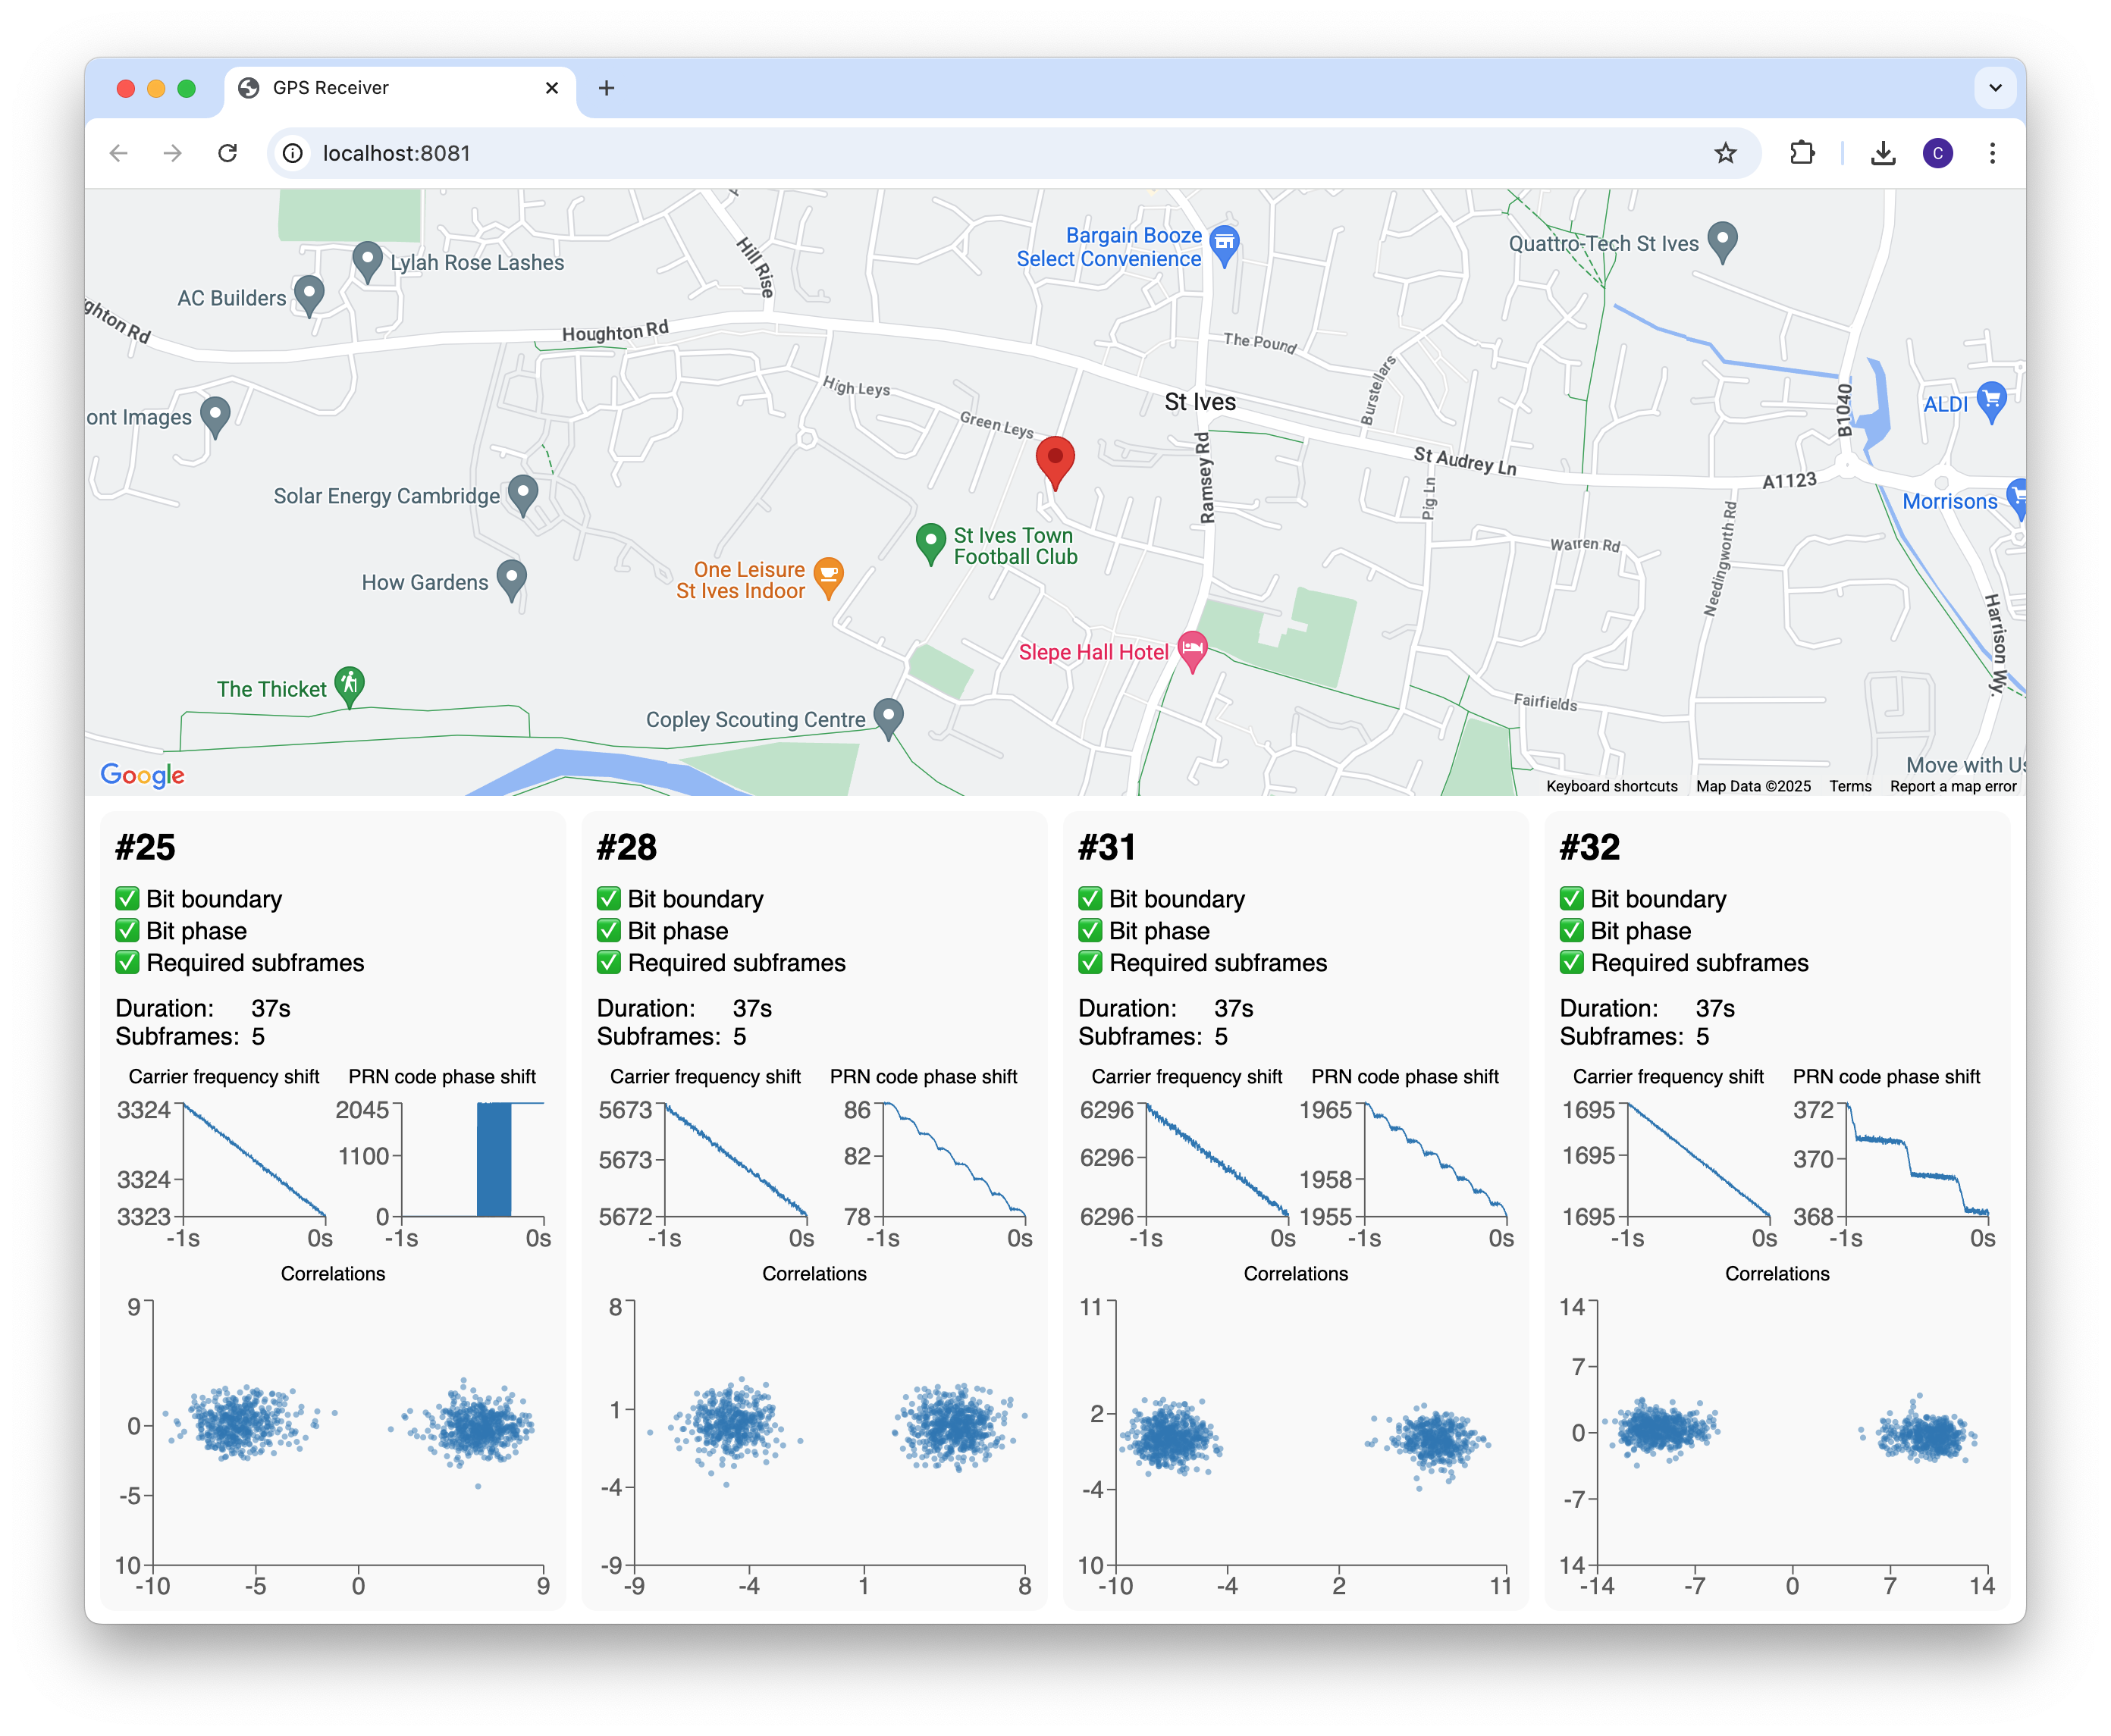 GPS Receiver
localhost:8081
C
Bargain Booze
Select Convenience
Quattro-Tech St Ives
Lylah Rose Lashes
AC Builders
Hill Rise
ghton Rd
Houghton Rd
The Pound
High Leys
Burstellars
St Ives
B1040
ALDI
ont Images
Green Leys
Ramsey Rd
St Audrey Ln
A1123
Solar Energy Cambridge
Pig Ln
Morrisons
St Ives Town
Football Club
Needingworth Rd
Warren Rd
One Leisure
St Ives Indoor
How Gardens
Harrison Wy.
Slepe Hall Hotel
The Thicket
Fairfields
Copley Scouting Centre
Move with Us
Google
Keyboard shortcuts Map Data ©2025 Terms Report a map error
#25
Bit boundary
Bit phase
Required subframes
Duration: 37s
Subframes: 5
Carrier frequency shift
3324
3324
3323
-1s 0s
PRN code phase shift
2045
1100
0
-1s 0s
Correlations
9
0
-5
10
-10 -5 0 9
#28
Bit boundary
Bit phase
Required subframes
Duration: 37s
Subframes: 5
Carrier frequency shift
5673
5673
5672
-1s 0s
PRN code phase shift
86
82
78
-1s 0s
Correlations
8
1
-4
-9
-9 -4 1 8
#31
Bit boundary
Bit phase
Required subframes
Duration: 37s
Subframes: 5
Carrier frequency shift
6296
6296
6296
-1s 0s
PRN code phase shift
1965
1958
1955
-1s 0s
Correlations
11
2
-4
10
-10 -4 2 11
#32
Bit boundary
Bit phase
Required subframes
Duration: 37s
Subframes: 5
Carrier frequency shift
1695
1695
1695
-1s 0s
PRN code phase shift
372
370
368
-1s 0s
Correlations
14
7
0
-7
14
-14 -7 0 7 14